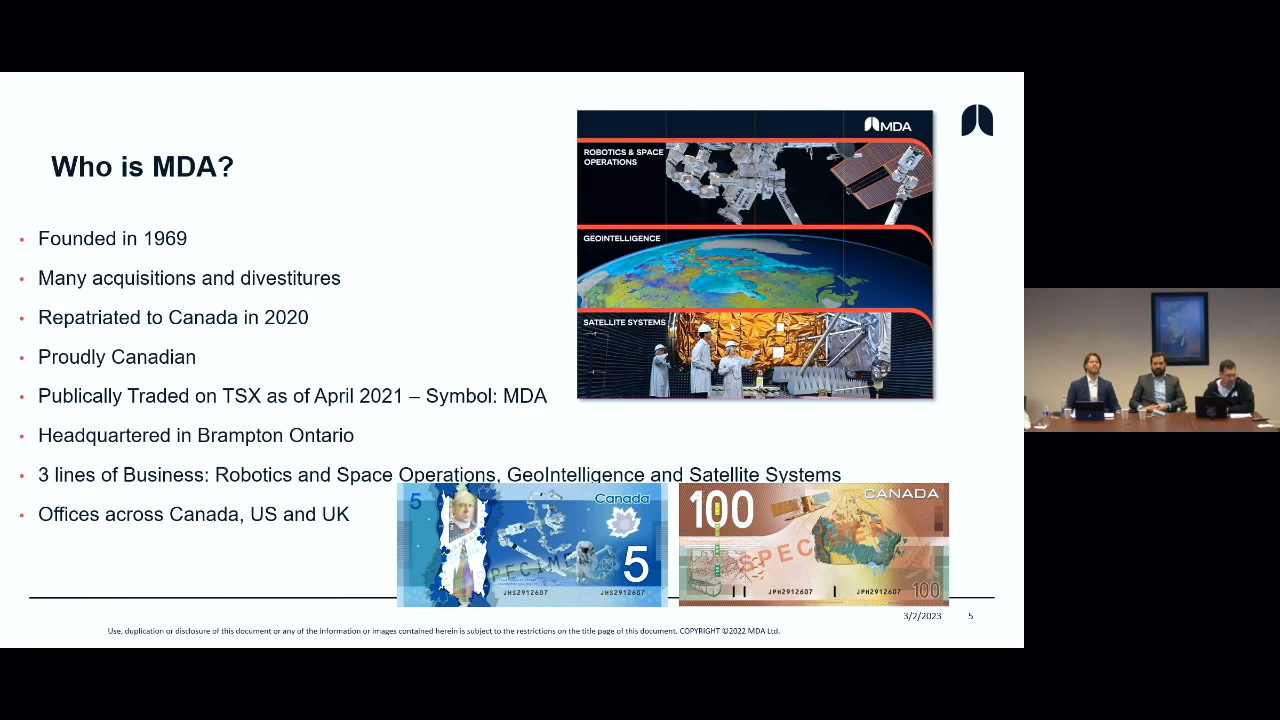 MDA
ROBOTICS & SPACE
OPERATIONS
Who is MDA?
GEOINTELLIGENCE
• Founded in 1969
• Many acquisitions and divestitures
• Repatriated to Canada in 2020
SATELLITE SYSTEMS
• Proudly Canadian
• Publically Traded on TSX as of April 2021 – Symbol: MDA
• Headquartered in Brampton Ontario
• 3 lines of Business: Robotics and Space Operations, GeoIntelligence and Satellite Systems
• Offices across Canada, US and UK
5
Canada
SPECIMEN
5
JHS2912607 JHS2912607
100
CANADA
SPECIMEN
JPH2912607 JPH2912607
100
3/2/2023 5
Use, duplication or disclosure of this document or any of the information or images contained herein is subject to the restrictions on the title page of this document. COPYRIGHT ©2022 MDA Ltd.